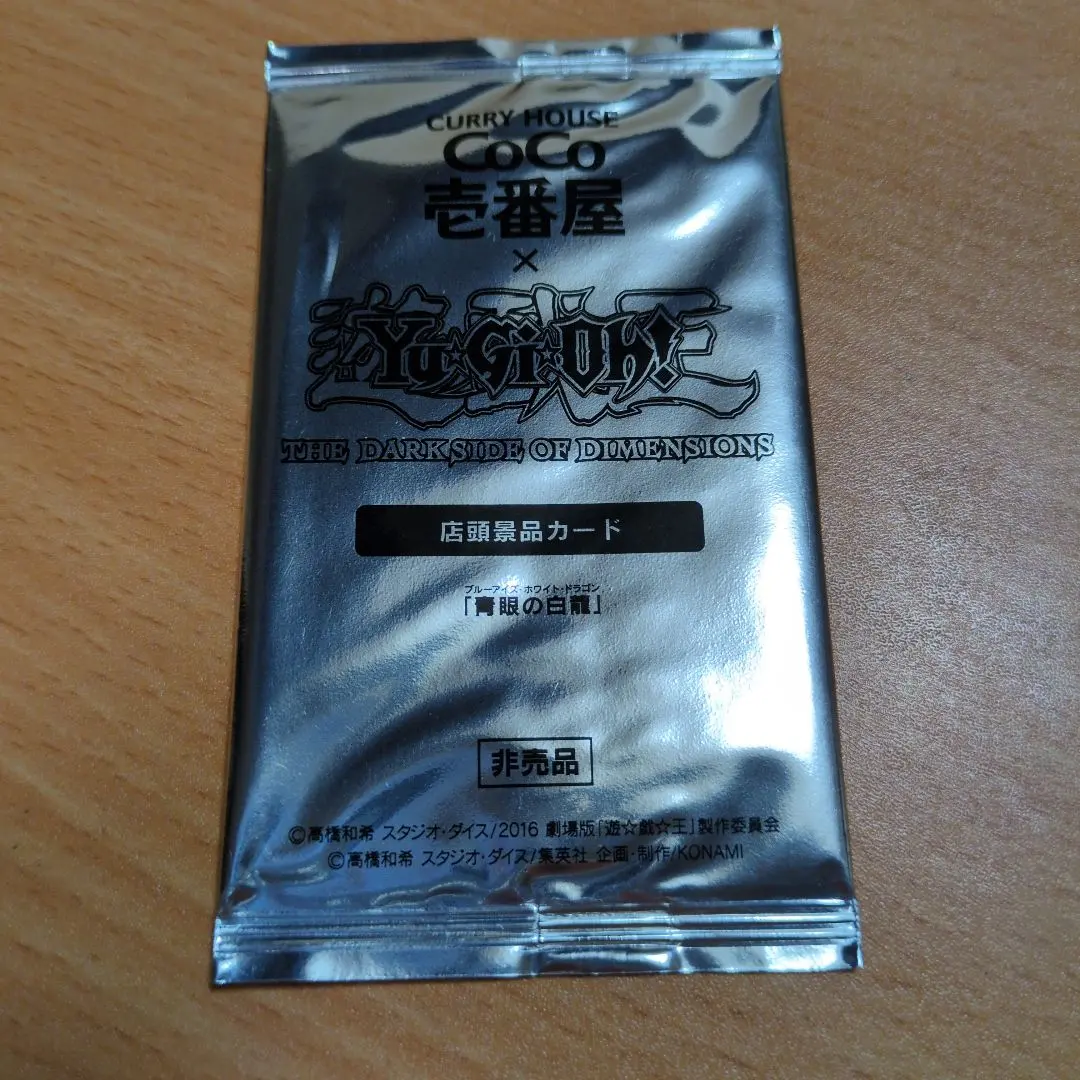 CURRY HOUSE
CoCo
壱番屋
×
遊戯王
Yu☆Gi☆Oh!
THE DARKSIDE OF DIMENSIONS
店頭景品カード
ブルーアイズ・ホワイト・ドラゴン
「青眼の白龍」
非売品
©高橋和希 スタジオ・ダイス/2016 劇場版「遊☆戯☆王」製作委員会
©高橋和希 スタジオ・ダイス/集英社 企画・制作/KONAMI